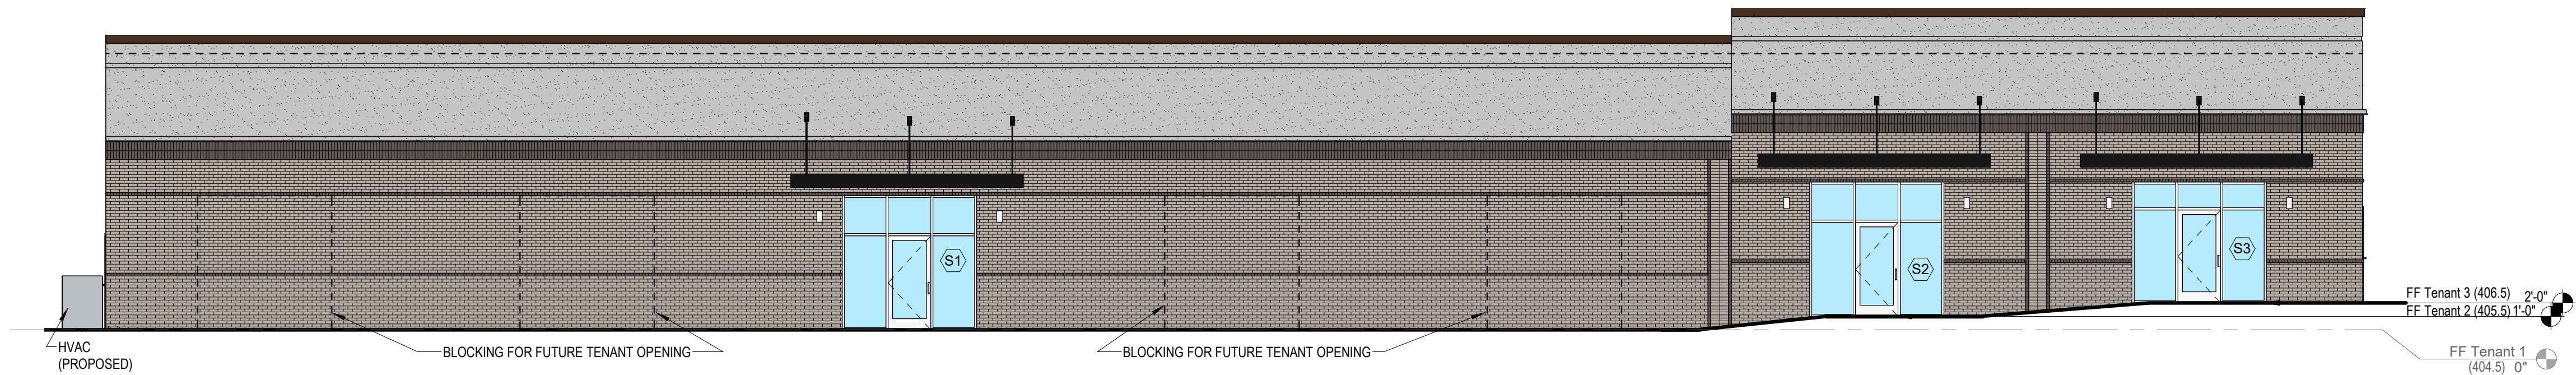 S1
S2
S3
FF Tenant 3 (406.5) 2'-0"
FF Tenant 2 (405.5) 1'-0"
FF Tenant 1
(404.5) 0"
HVAC
(PROPOSED)
BLOCKING FOR FUTURE TENANT OPENING
BLOCKING FOR FUTURE TENANT OPENING